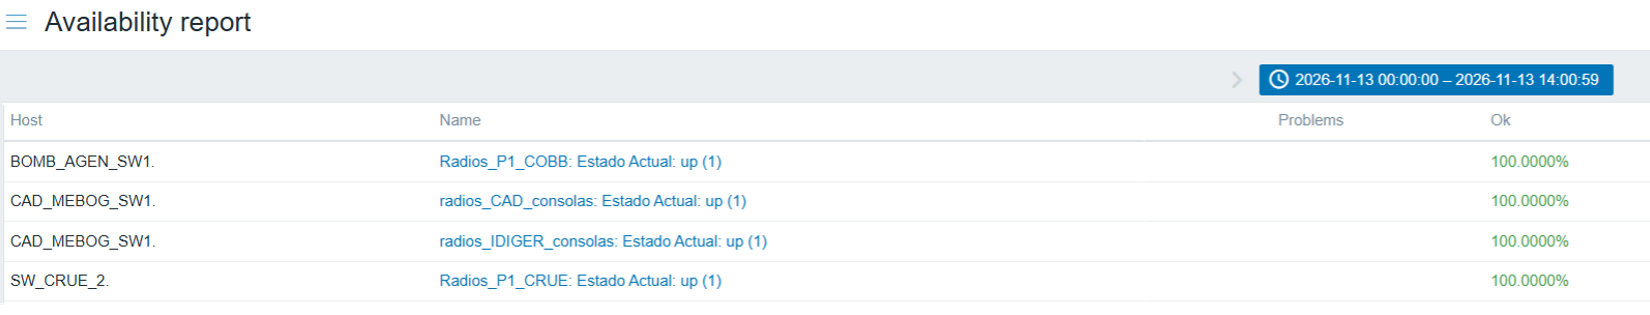 Availability report
2026-11-13 00:00:00 – 2026-11-13 14:00:59
Host Name Problems Ok
BOMB_AGEN_SW1. Radios_P1_COBB: Estado Actual: up (1) 100.0000%
CAD_MEBOG_SW1. radios_CAD_consolas: Estado Actual: up (1) 100.0000%
CAD_MEBOG_SW1. radios_IDIGER_consolas: Estado Actual: up (1) 100.0000%
SW_CRUE_2. Radios_P1_CRUE: Estado Actual: up (1) 100.0000%